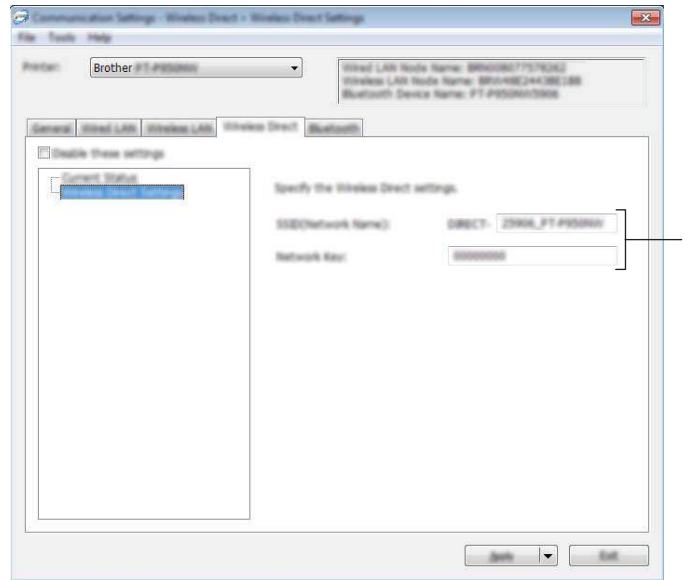 Communication Settings - Wireless Direct > Wireless Direct Settings
File Tools Help
Printer:
Brother PT-P950NW
Wired LAN Node Name:
Wireless LAN Node Name:
Bluetooth Device Name: PT-P950NW5906
General
Wired LAN
Wireless LAN
Wireless Direct
Bluetooth
Disable these settings
Current Status
Wireless Direct Settings
Specify the Wireless Direct settings.
SSID(Network Name):
DIRECT-
25906_PT-P950NW
Network Key:
00000000
Apply
Exit